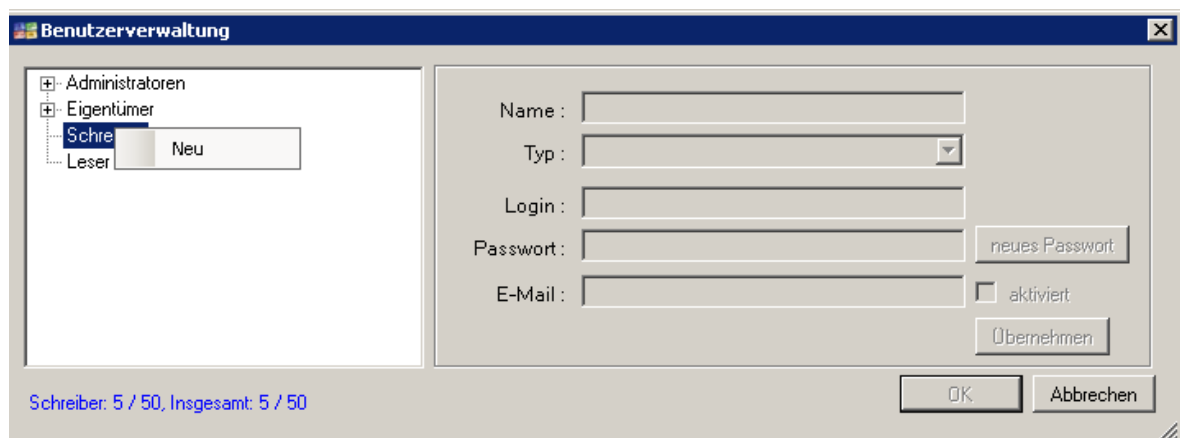 Benutzerverwaltung
Administratoren
Eigentümer
Schre
Neu
Leser
Name :
Typ :
Login :
Passwort :
neues Passwort
E-Mail :
aktiviert
Übernehmen
Schreiber: 5 / 50, Insgesamt: 5 / 50
OK
Abbrechen